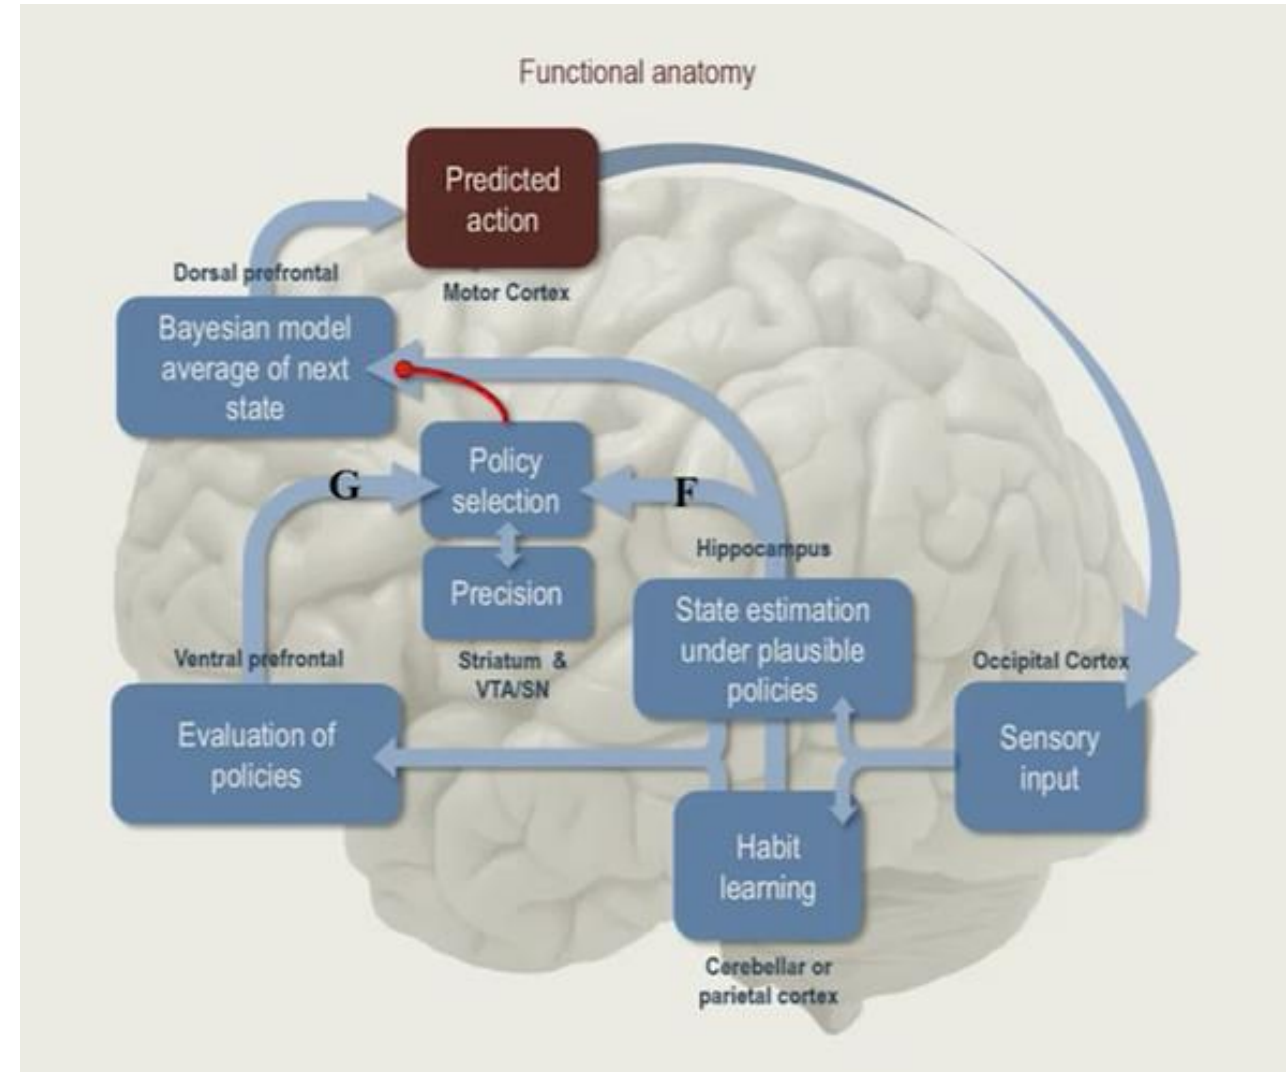 Functional anatomy
Predicted
action
Motor Cortex
Dorsal prefrontal
Bayesian model
average of next
state
Policy
selection
G
F
Precision
Striatum &
VTA/SN
Hippocampus
State estimation
under plausible
policies
Ventral prefrontal
Evaluation of
policies
Occipital Cortex
Sensory
input
Habit
learning
Cerebellar or
parietal cortex